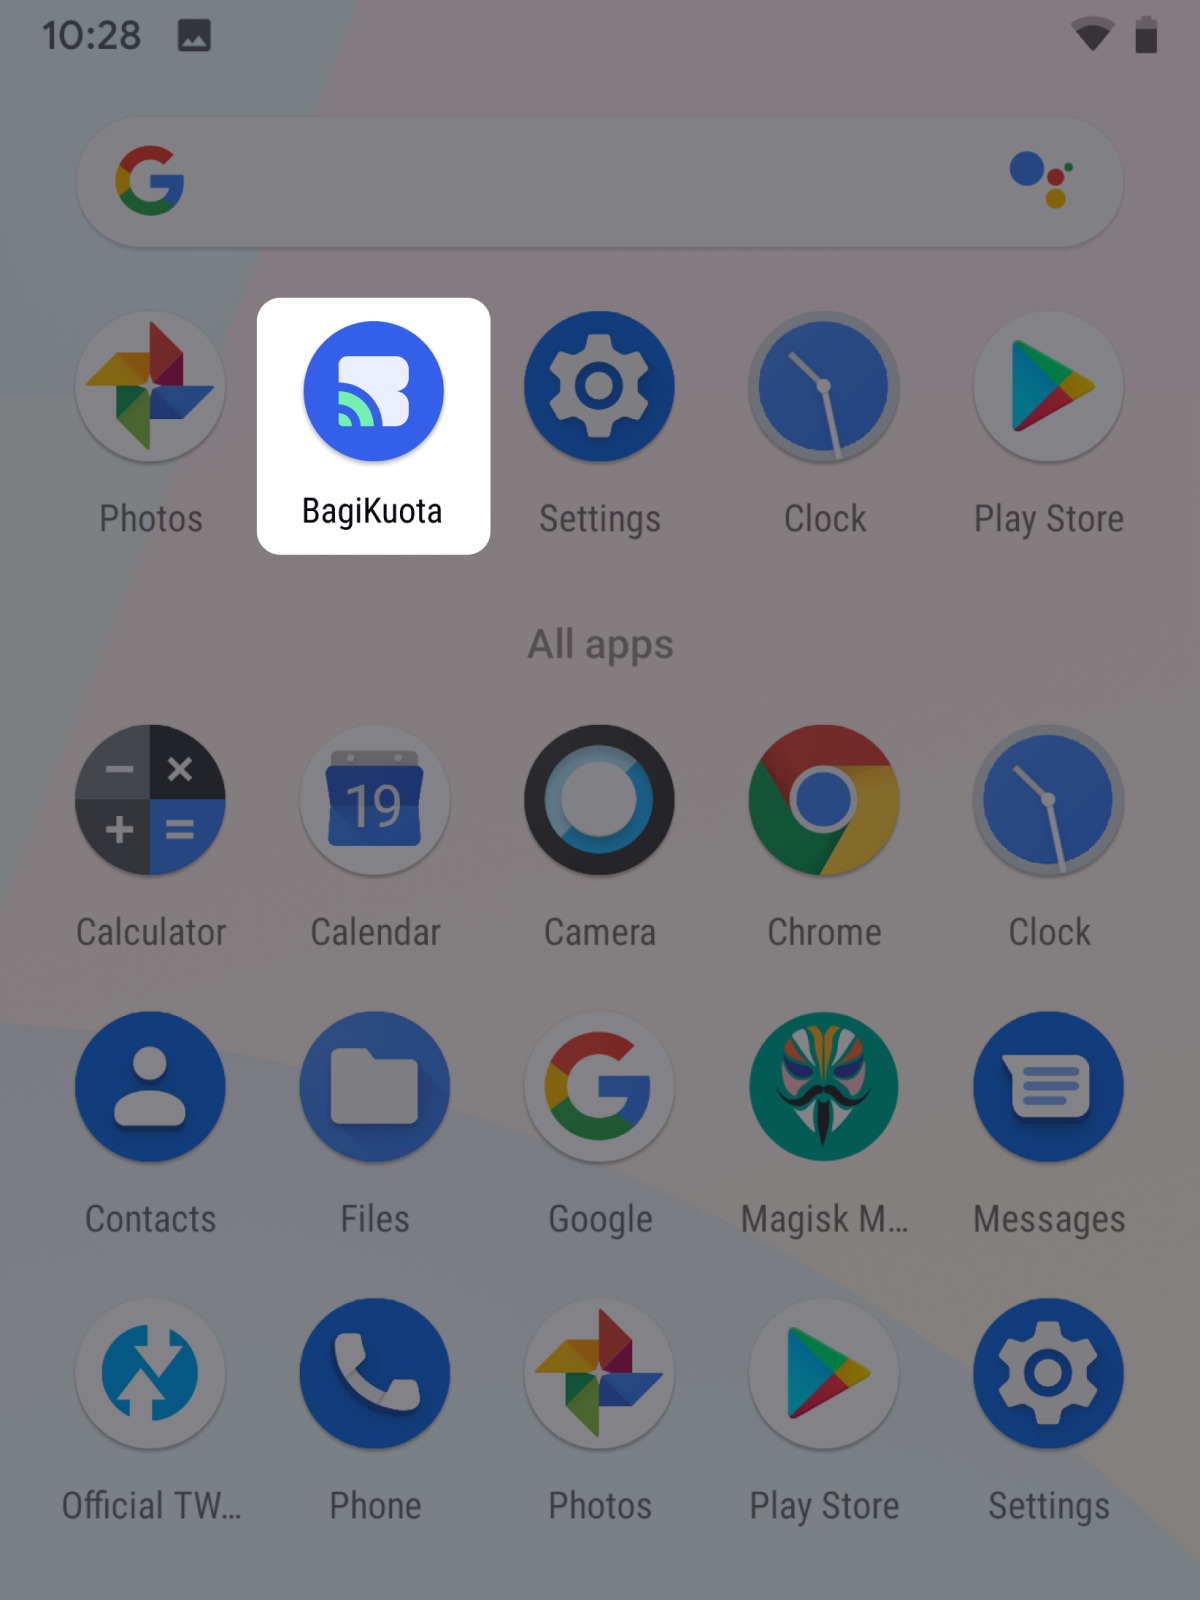 10:28
Photos
BagiKuota
Settings
Clock
Play Store
All apps
19
Calculator
Calendar
Camera
Chrome
Clock
Contacts
Files
Google
Magisk M...
Messages
Official TW...
Phone
Photos
Play Store
Settings